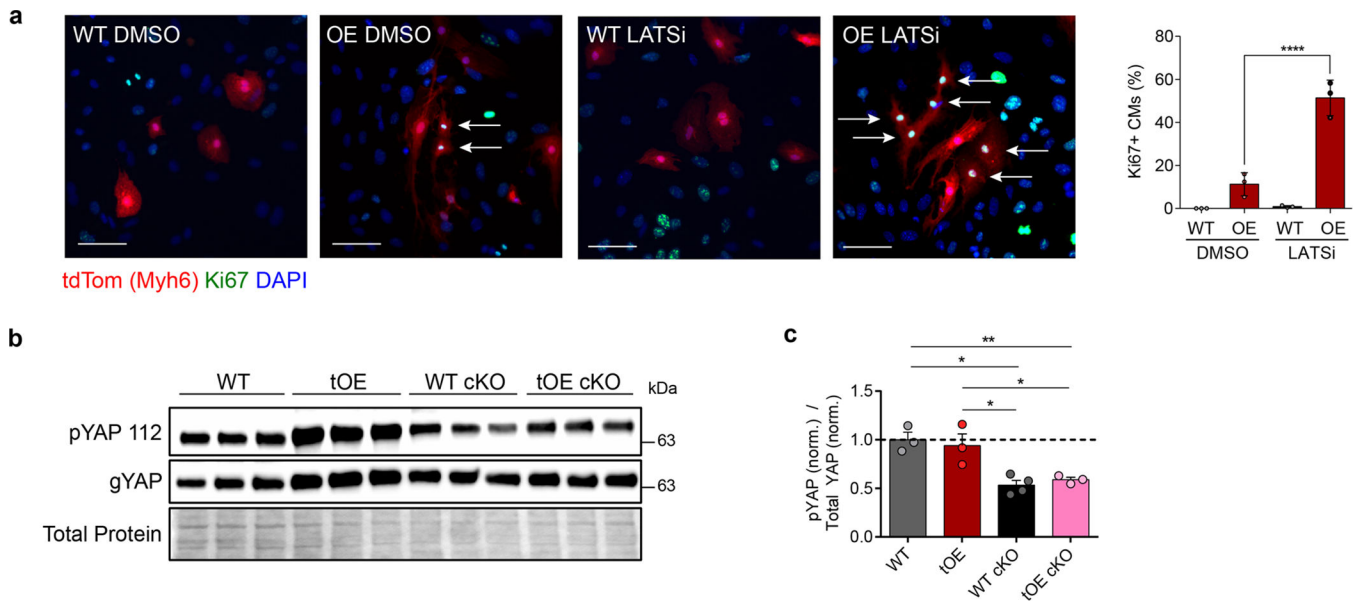 a
WT DMSO
OE DMSO
WT LATSi
OE LATSi
tdTom (Myh6) Ki67 DAPI
Ki67+ CMs (%)
80
60
40
20
0
****
WT OE WT OE
DMSO LATSi
b
WT tOE WT cKO tOE cKO kDa
pYAP 112
63
gYAP
63
Total Protein
c
pYAP (norm.) /
Total YAP (norm.)
1.5
1.0
0.5
0.0
**
*
*
*
WT
tOE
WT cKO
tOE cKO